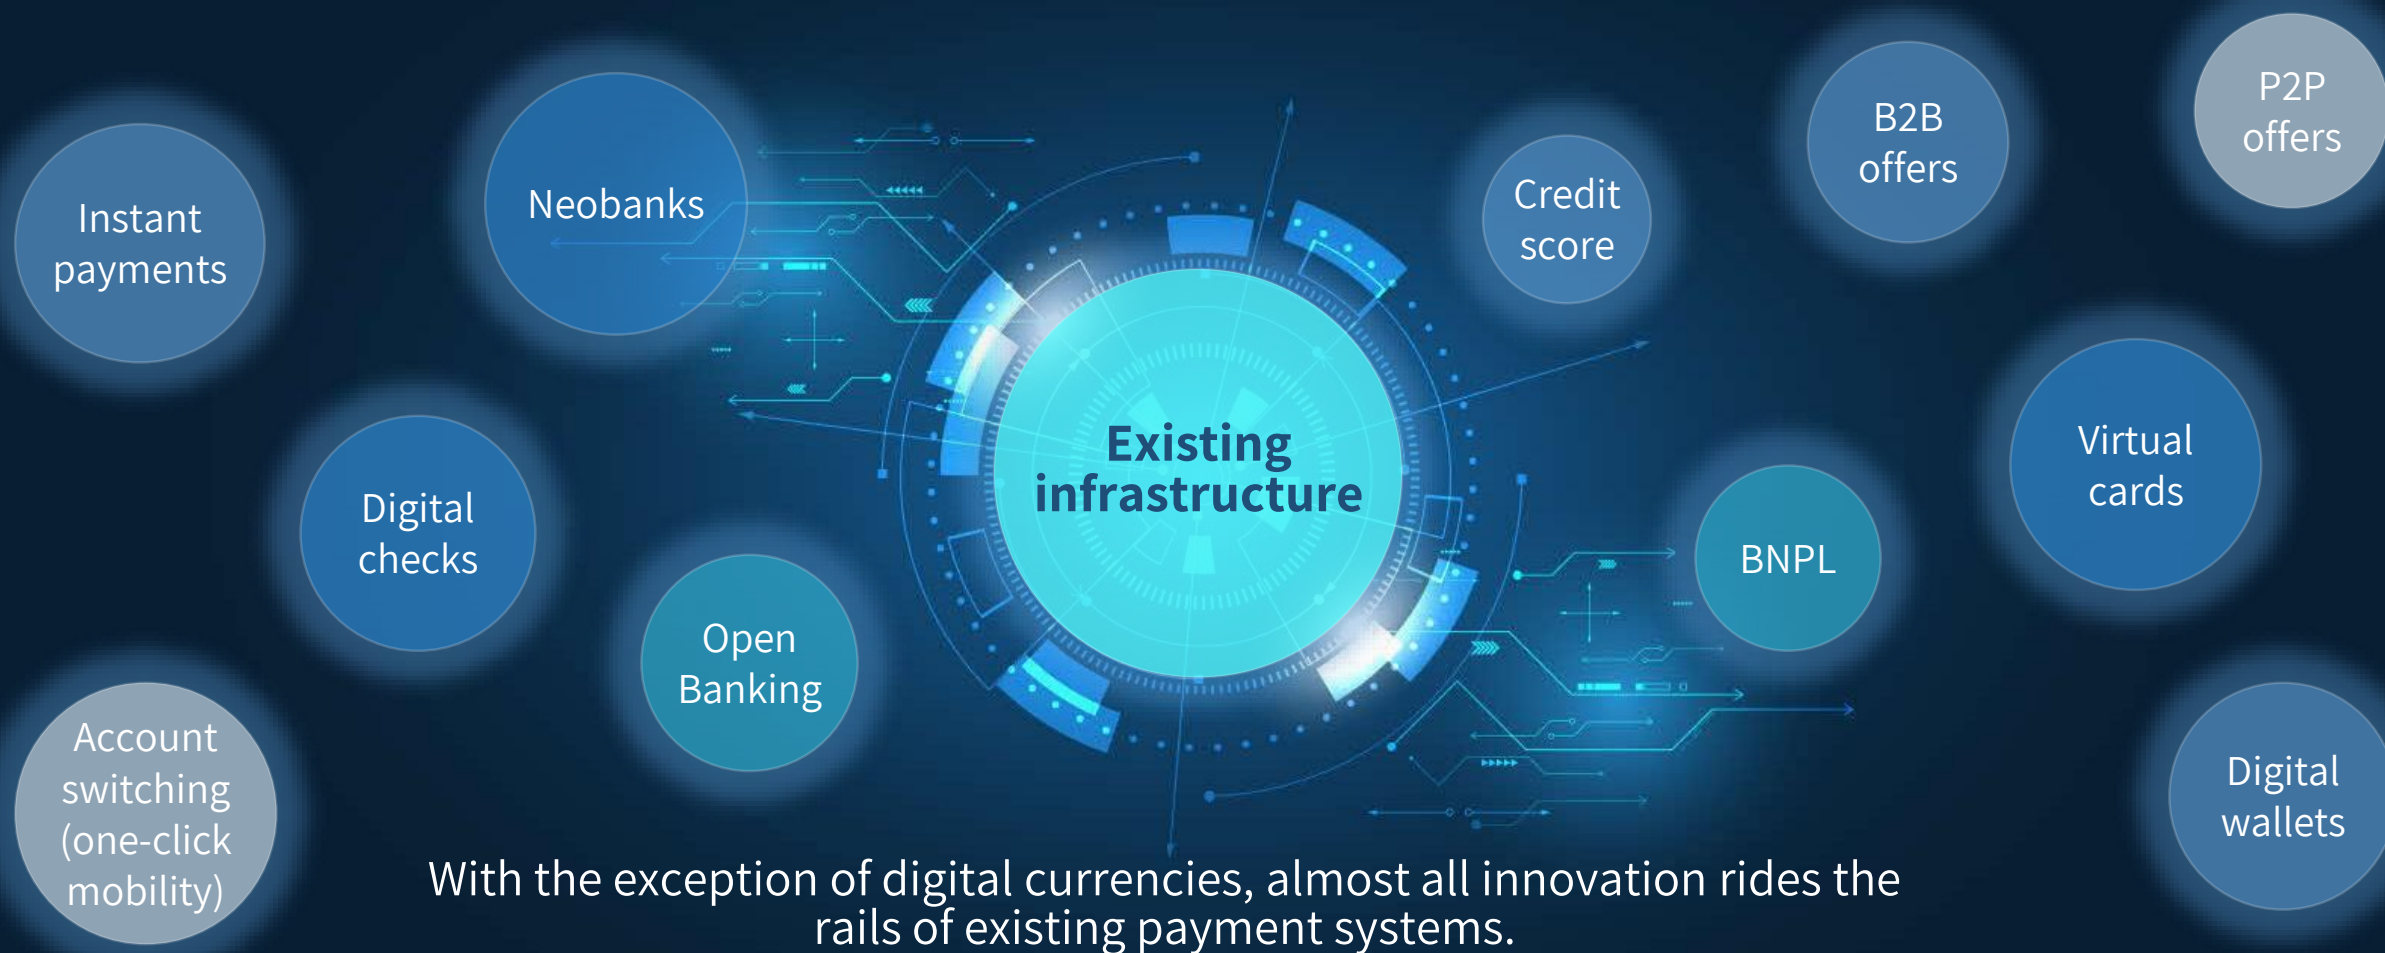 Instant
payments
Neobanks
Digital
checks
Open
Banking
Account
switching
(one-click
mobility)
Existing
infrastructure
Credit
score
B2B
offers
P2P
offers
BNPL
Virtual
cards
Digital
wallets
With the exception of digital currencies, almost all innovation rides the
rails of existing payment systems.